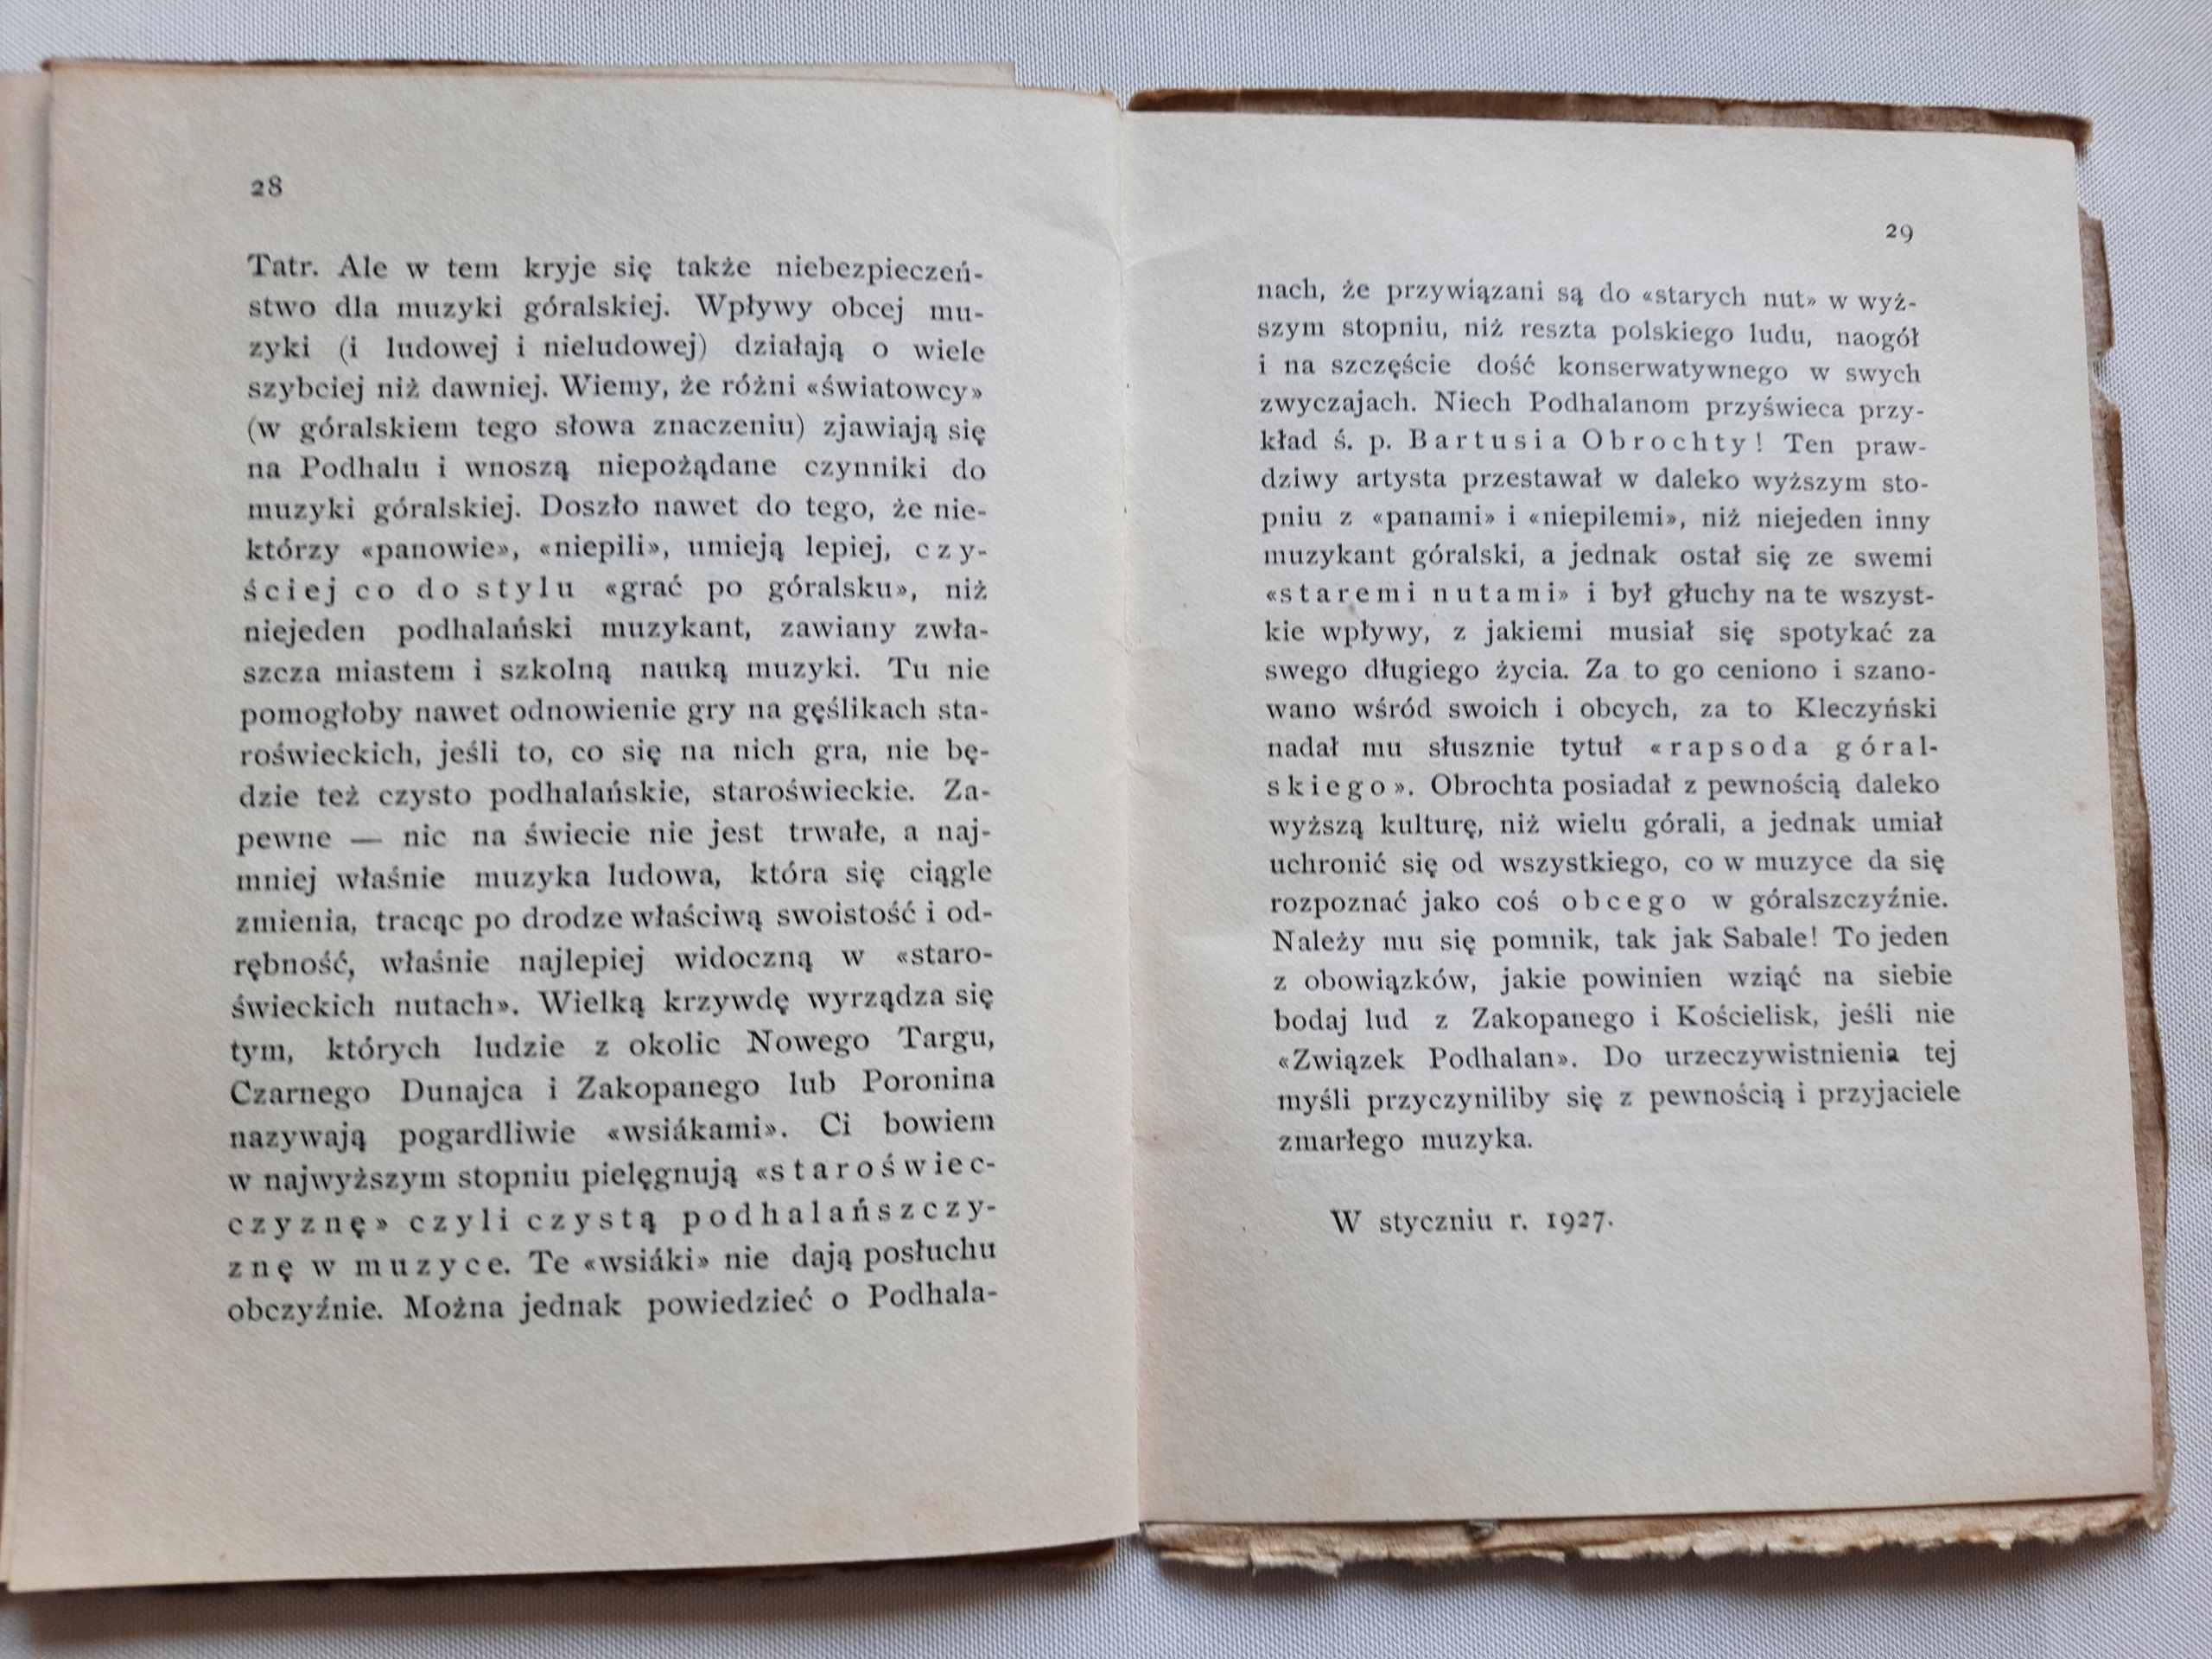 28
Tatr. Ale w tem kryje się także niebezpieczeń-
stwo dla muzyki góralskiej. Wpływy obcej mu-
zyki (i ludowej i nieludowej) działają o wiele
szybciej niż dawniej. Wiemy, że różni «światowcy»
(w góralskiem tego słowa znaczeniu) zjawiają się
na Podhalu i wnoszą niepożądane czynniki do
muzyki góralskiej. Doszło nawet do tego, że nie-
którzy «panowie», «niepili», umieją lepiej, czy-
ściej co do stylu «grać po góralsku», niż
niejeden podhalański muzykant, zawiany zwła-
szcza miastem i szkolną nauką muzyki. Tu nie
pomogłoby nawet odnowienie gry na gęślikach sta-
roświeckich, jeśli to, co się na nich gra, nie bę-
dzie też czysto podhalańskie, staroświeckie. Za-
pewne — nic na świecie nie jest trwałe, a naj-
mniej właśnie muzyka ludowa, która się ciągle
zmienia, tracąc po drodze właściwą swoistość i od-
rębność, właśnie najlepiej widoczną w «staro-
świeckich nutach». Wielką krzywdę wyrządza się
tym, których ludzie z okolic Nowego Targu,
Czarnego Dunajca i Zakopanego lub Poronina
nazywają pogardliwie «wsiákami». Ci bowiem
w najwyższym stopniu pielęgnują «staroświec-
czyznę» czyli czystą podhalańszczy-
znę w muzyce. Te «wsiáki» nie dają posłuchu
obczyźnie. Można jednak powiedzieć o Podhala-
29
nach, że przywiązani są do «starych nut» w wyż-
szym stopniu, niż reszta polskiego ludu, naogół
i na szczęście dość konserwatywnego w swych
zwyczajach. Niech Podhalanom przyświeca przy-
kład ś. p. Bartusia Obrochty! Ten praw-
dziwy artysta przestawał w daleko wyższym sto-
pniu z «panami» i «niepilemi», niż niejeden inny
muzykant góralski, a jednak ostał się ze swemi
«staremi nutami» i był głuchy na te wszyst-
kie wpływy, z jakiemi musiał się spotykać za
swego długiego życia. Za to go ceniono i szano-
wano wśród swoich i obcych, za to Kleczyński
nadał mu słusznie tytuł «rapsoda góral-
skiego». Obrochta posiadał z pewnością daleko
wyższą kulturę, niż wielu górali, a jednak umiał
uchronić się od wszystkiego, co w muzyce da się
rozpoznać jako coś obcego w góralszczyźnie.
Należy mu się pomnik, tak jak Sabale! To jeden
z obowiązków, jakie powinien wziąć na siebie
bodaj lud z Zakopanego i Kościelisk, jeśli nie
«Związek Podhalan». Do urzeczywistnienia tej
myśli przyczyniliby się z pewnością i przyjaciele
zmarłego muzyka.
W styczniu r. 1927.